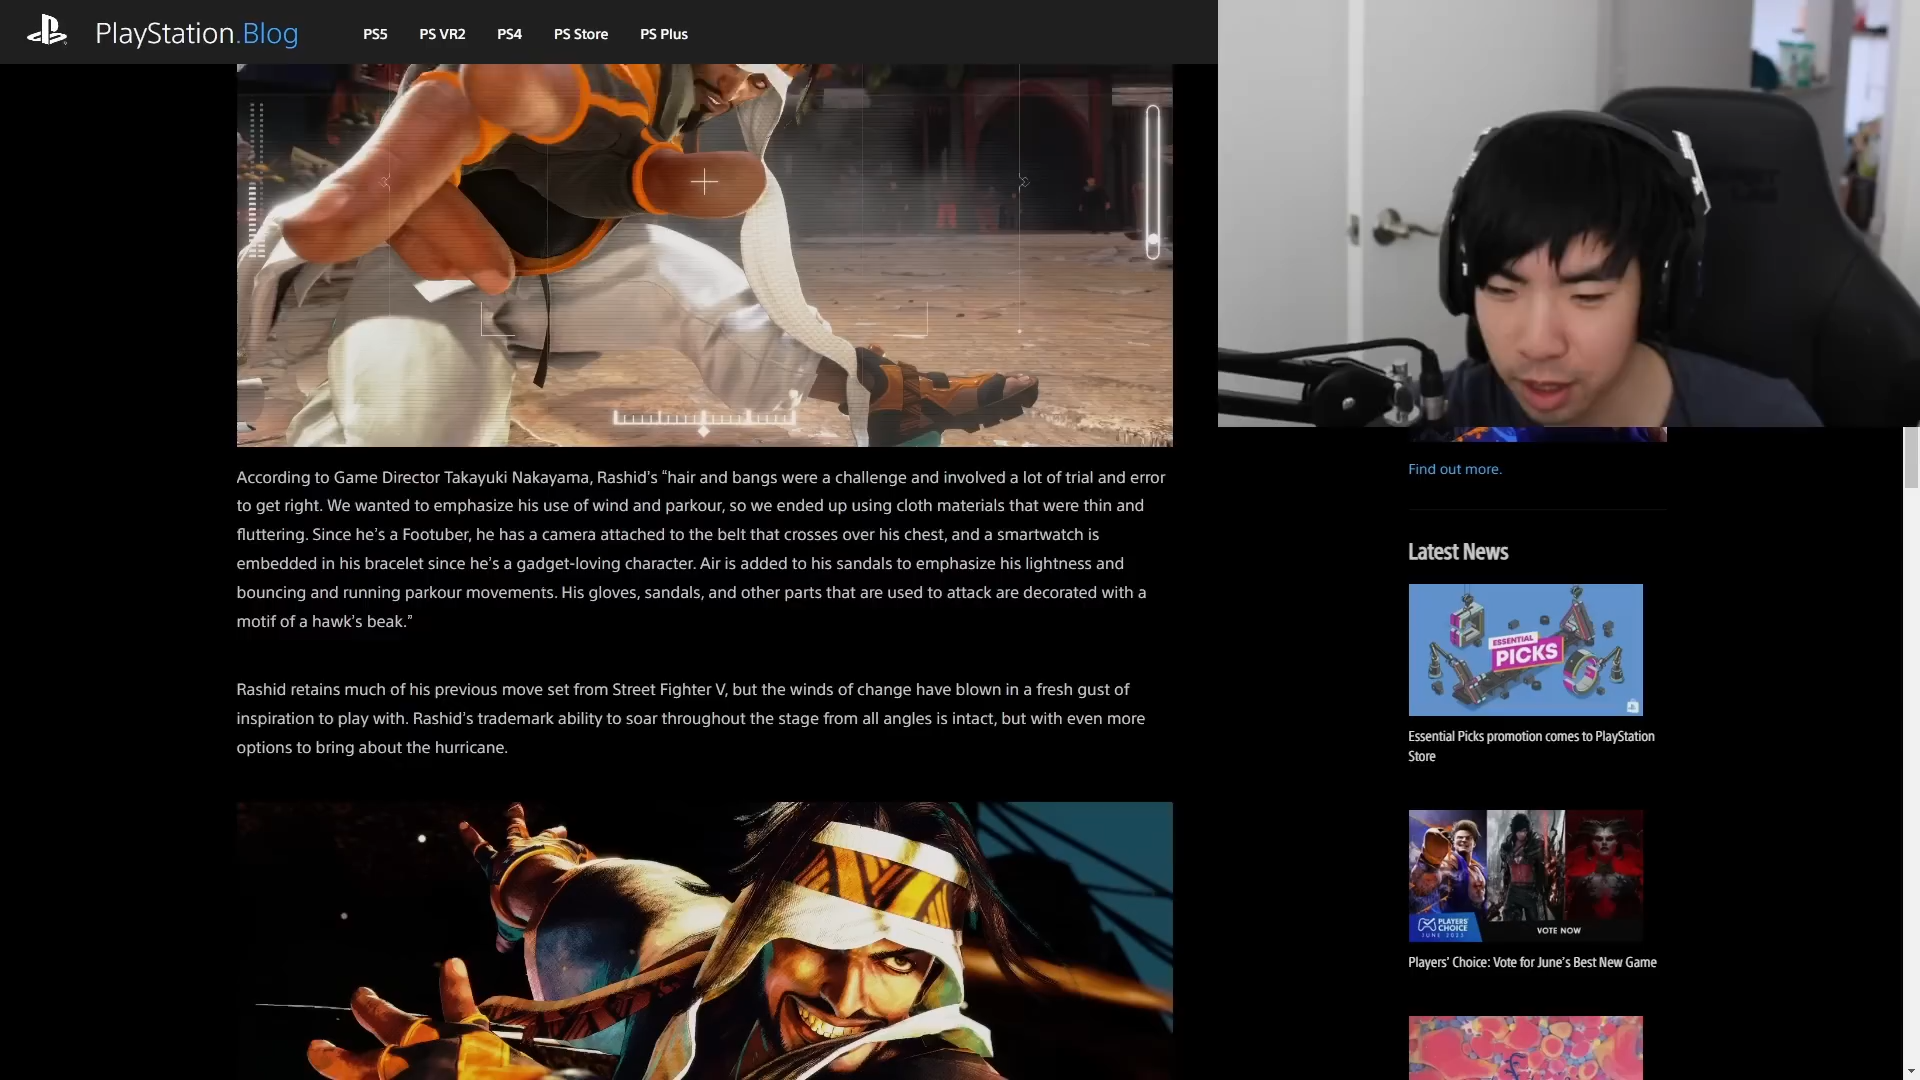 PlayStation.Blog
PS5 PS VR2 PS4 PS Store PS Plus
According to Game Director Takayuki Nakayama, Rashid’s “hair and bangs were a challenge and involved a lot of trial and error
to get right. We wanted to emphasize his use of wind and parkour, so we ended up using cloth materials that were thin and
fluttering. Since he’s a Footuber, he has a camera attached to the belt that crosses over his chest, and a smartwatch is
embedded in his bracelet since he’s a gadget-loving character. Air is added to his sandals to emphasize his lightness and
bouncing and running parkour movements. His gloves, sandals, and other parts that are used to attack are decorated with a
motif of a hawk’s beak.”
Rashid retains much of his previous move set from Street Fighter V, but the winds of change have blown in a fresh gust of
inspiration to play with. Rashid’s trademark ability to soar throughout the stage from all angles is intact, but with even more
options to bring about the hurricane.
Find out more.
Latest News
ESSENTIAL
PICKS
Essential Picks promotion comes to PlayStation
Store
PLAYERS’
CHOICE
JUNE 2023
VOTE NOW
Players’ Choice: Vote for June’s Best New Game